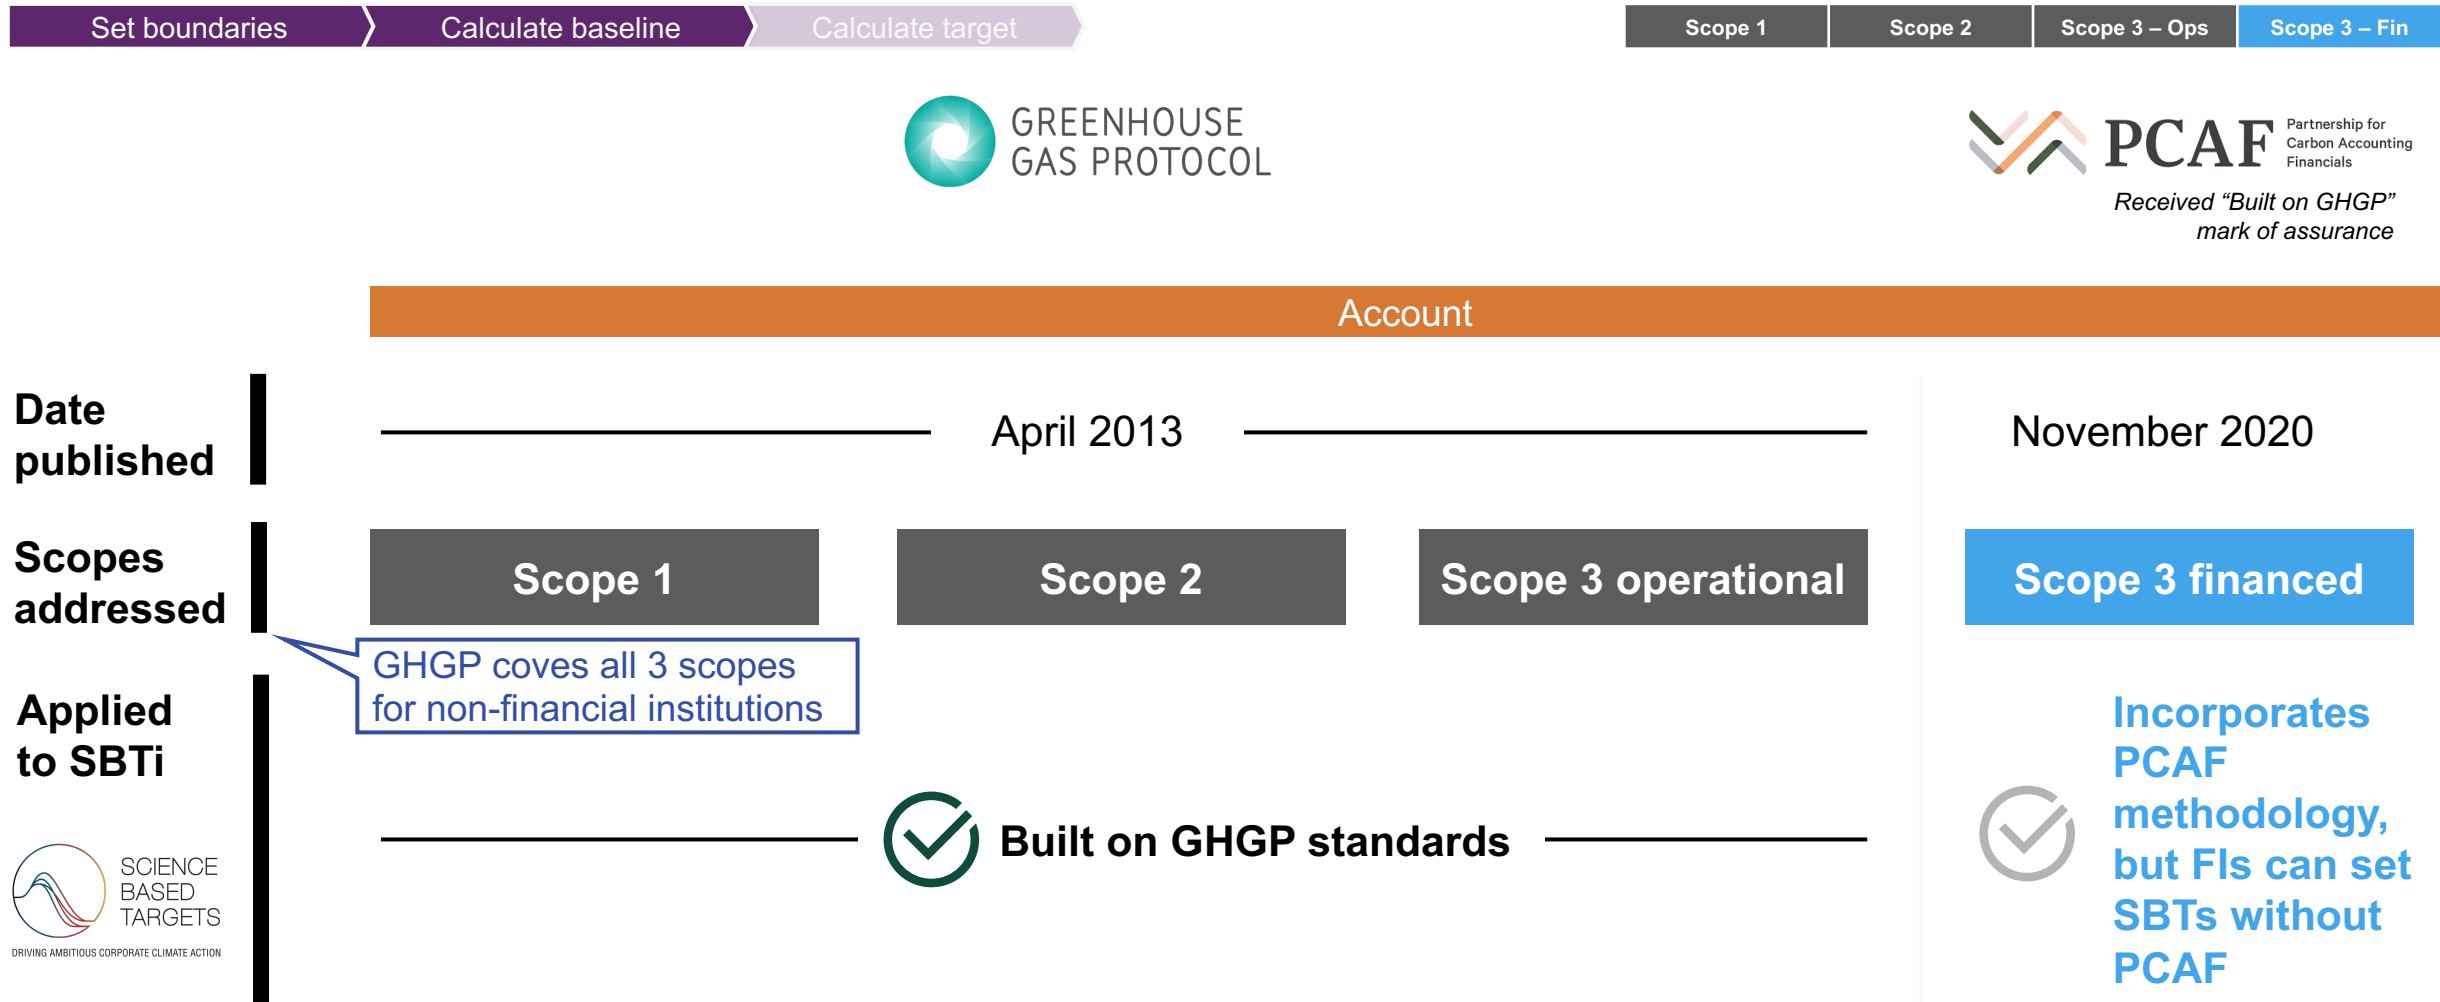 Set boundaries
Calculate baseline
Calculate target
Scope 1
Scope 2
Scope 3 – Ops
Scope 3 – Fin
GREENHOUSE
GAS PROTOCOL
PCAF
Partnership for
Carbon Accounting
Financials
Received “Built on GHGP”
mark of assurance
Account
Date
published
April 2013
November 2020
Scopes
addressed
Scope 1
Scope 2
Scope 3 operational
Scope 3 financed
GHGP coves all 3 scopes
for non-financial institutions
Applied
to SBTi
SCIENCE
BASED
TARGETS
DRIVING AMBITIOUS CORPORATE CLIMATE ACTION
Built on GHGP standards
Incorporates
PCAF
methodology,
but FIs can set
SBTs without
PCAF